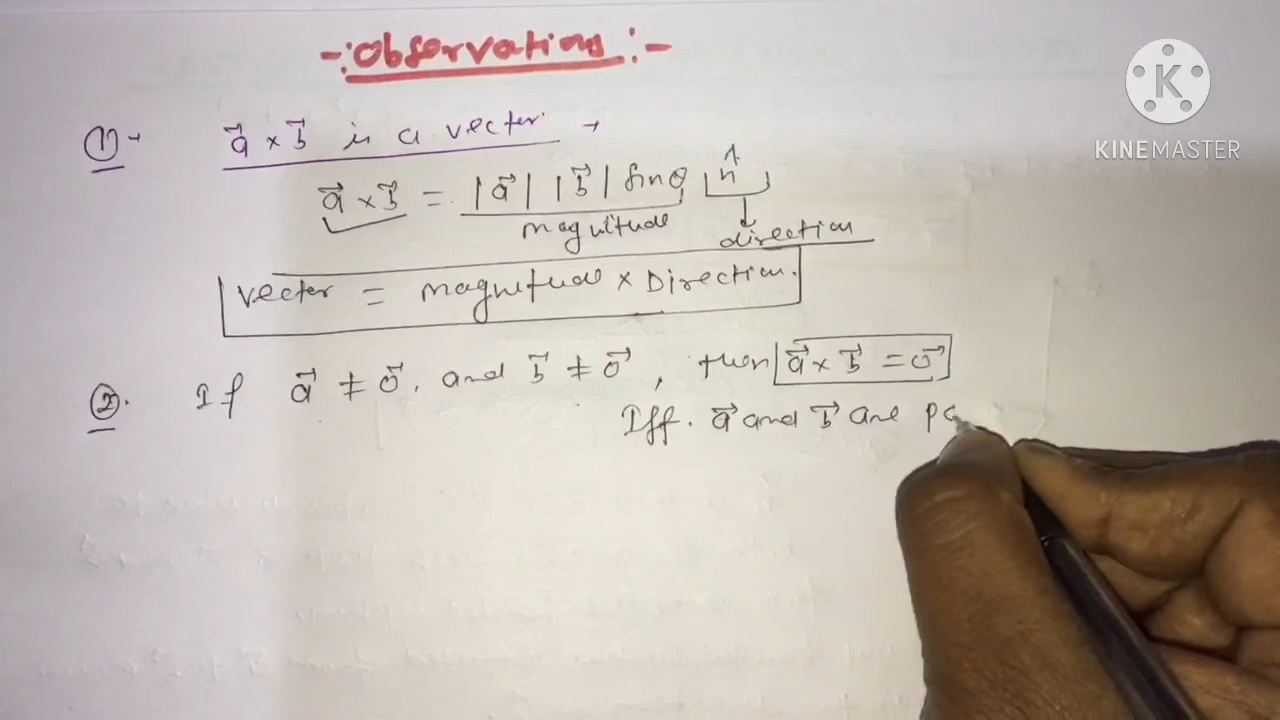 -: Observations :-
K
KINEMASTER
①→ a⃗ × b⃗ is a vector. →
a⃗ × b⃗ = |a⃗| |b⃗| sinθ n̂
magnitude direction
vector = magnitude × Direction.
②. If a⃗ ≠ 0⃗, and b⃗ ≠ 0⃗, then a⃗ × b⃗ = 0⃗
Iff. a⃗ and b⃗ are pa